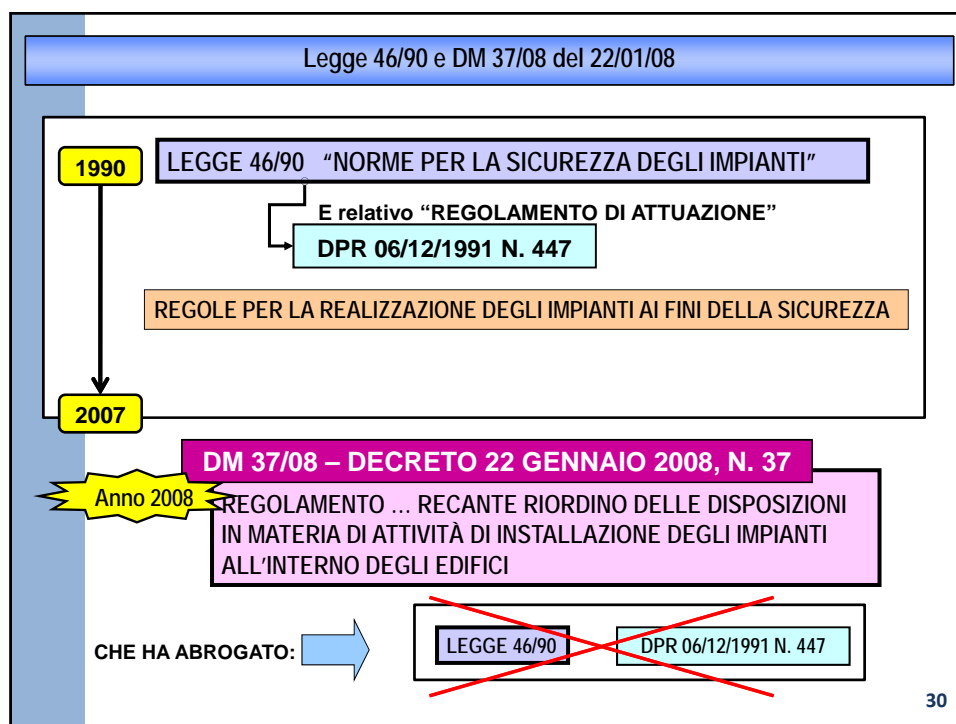 Legge 46/90 e DM 37/08 del 22/01/08
1990
LEGGE 46/90 “NORME PER LA SICUREZZA DEGLI IMPIANTI”
E relativo “REGOLAMENTO DI ATTUAZIONE”
DPR 06/12/1991 N. 447
REGOLE PER LA REALIZZAZIONE DEGLI IMPIANTI AI FINI DELLA SICUREZZA
2007
DM 37/08 – DECRETO 22 GENNAIO 2008, N. 37
Anno 2008
REGOLAMENTO … RECANTE RIORDINO DELLE DISPOSIZIONI
IN MATERIA DI ATTIVITÀ DI INSTALLAZIONE DEGLI IMPIANTI
ALL’INTERNO DEGLI EDIFICI
CHE HA ABROGATO:
LEGGE 46/90
DPR 06/12/1991 N. 447
30